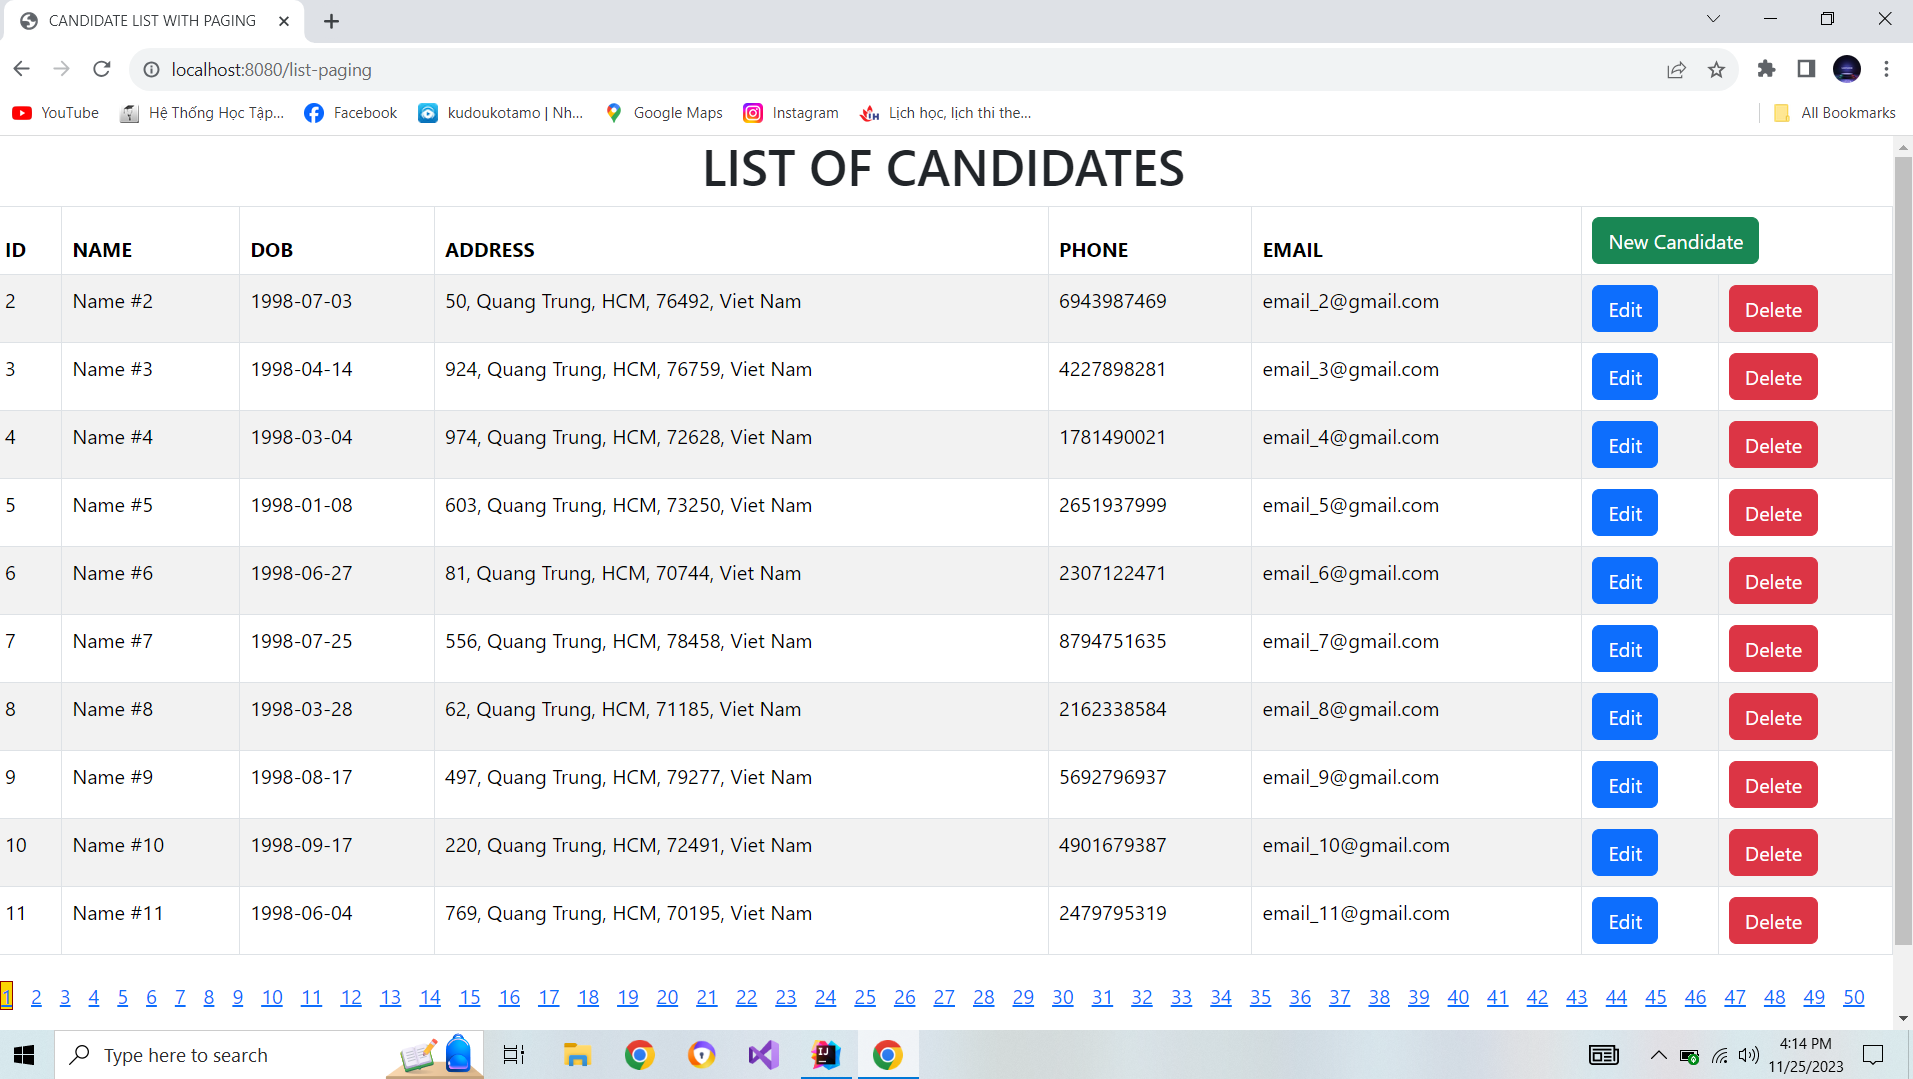 CANDIDATE LIST WITH PAGING
localhost:8080/list-paging
YouTube Hệ Thống Học Tập... Facebook kudoukotamo | Nh... Google Maps Instagram Lịch học, lịch thi the... All Bookmarks
LIST OF CANDIDATES
ID NAME DOB ADDRESS PHONE EMAIL New Candidate
2 Name #2 1998-07-03 50, Quang Trung, HCM, 76492, Viet Nam 6943987469 email_2@gmail.com Edit Delete
3 Name #3 1998-04-14 924, Quang Trung, HCM, 76759, Viet Nam 4227898281 email_3@gmail.com Edit Delete
4 Name #4 1998-03-04 974, Quang Trung, HCM, 72628, Viet Nam 1781490021 email_4@gmail.com Edit Delete
5 Name #5 1998-01-08 603, Quang Trung, HCM, 73250, Viet Nam 2651937999 email_5@gmail.com Edit Delete
6 Name #6 1998-06-27 81, Quang Trung, HCM, 70744, Viet Nam 2307122471 email_6@gmail.com Edit Delete
7 Name #7 1998-07-25 556, Quang Trung, HCM, 78458, Viet Nam 8794751635 email_7@gmail.com Edit Delete
8 Name #8 1998-03-28 62, Quang Trung, HCM, 71185, Viet Nam 2162338584 email_8@gmail.com Edit Delete
9 Name #9 1998-08-17 497, Quang Trung, HCM, 79277, Viet Nam 5692796937 email_9@gmail.com Edit Delete
10 Name #10 1998-09-17 220, Quang Trung, HCM, 72491, Viet Nam 4901679387 email_10@gmail.com Edit Delete
11 Name #11 1998-06-04 769, Quang Trung, HCM, 70195, Viet Nam 2479795319 email_11@gmail.com Edit Delete
1 2 3 4 5 6 7 8 9 10 11 12 13 14 15 16 17 18 19 20 21 22 23 24 25 26 27 28 29 30 31 32 33 34 35 36 37 38 39 40 41 42 43 44 45 46 47 48 49 50
Type here to search
4:14 PM
11/25/2023